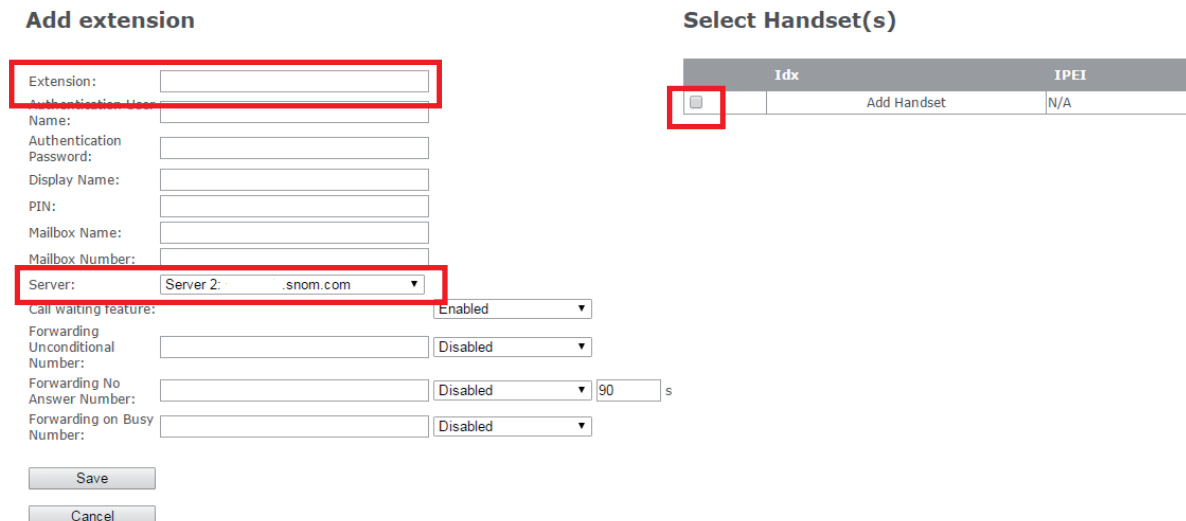 Add extension
Select Handset(s)
Idx IPEI
Extension:
Add Handset N/A
Authentication User
Name:
Authentication
Password:
Display Name:
PIN:
Mailbox Name:
Mailbox Number:
Server: Server 2: .snom.com
Call waiting feature: Enabled
Forwarding
Unconditional Disabled
Number:
Forwarding No
Answer Number: Disabled 90 s
Forwarding on Busy
Number: Disabled
Save
Cancel